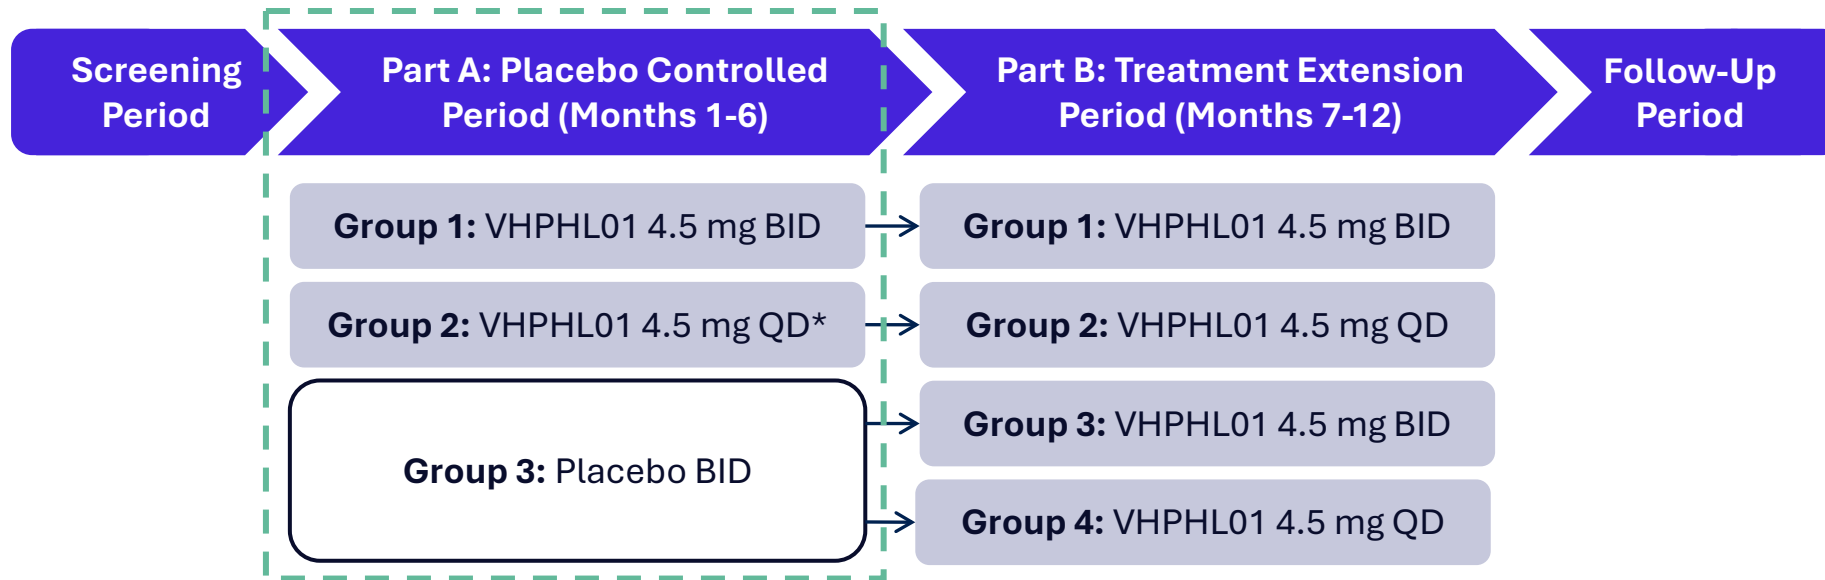 Screening
Period
Part A: Placebo Controlled
Period (Months 1-6)
Part B: Treatment Extension
Period (Months 7-12)
Follow-Up
Period
Group 1: VHPHL01 4.5 mg BID
Group 1: VHPHL01 4.5 mg BID
Group 2: VHPHL01 4.5 mg QD*
Group 2: VHPHL01 4.5 mg QD
Group 3: Placebo BID
Group 3: VHPHL01 4.5 mg BID
Group 4: VHPHL01 4.5 mg QD